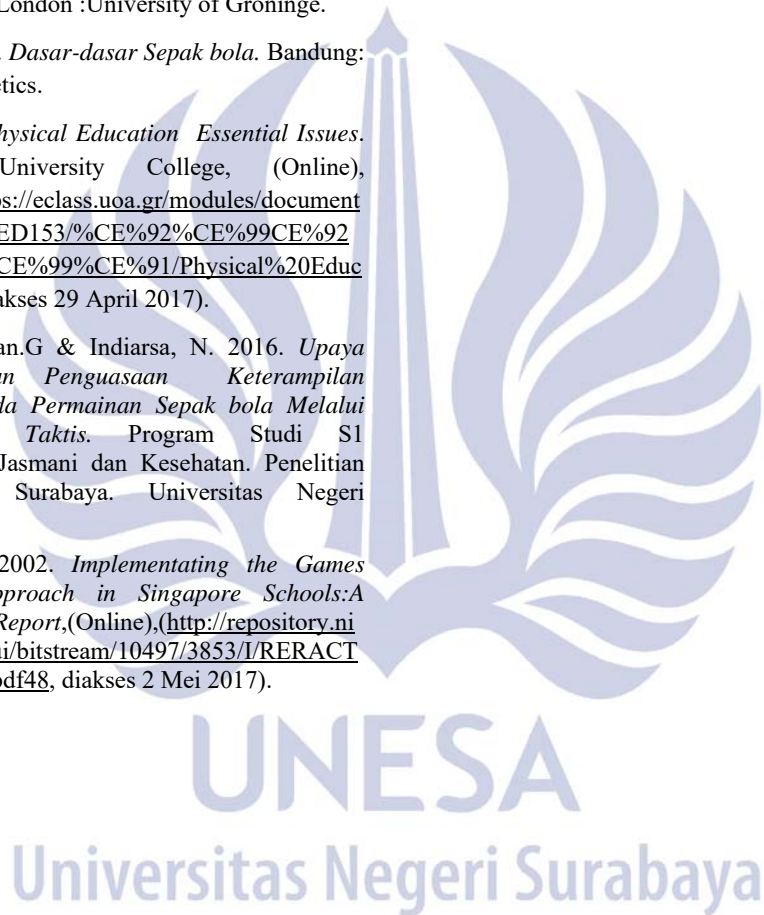 London :University of Groninge.
Dasar-dasar Sepak bola. Bandung:
etics.
hysical Education Essential Issues.
University College, (Online),
ps://eclass.uoa.gr/modules/document
ED153/%CE%92%CE%99CE%92
CE%99%CE%91/Physical%20Educ
akses 29 April 2017).
an.G & Indiarsa, N. 2016. Upaya
an Penguasaan Keterampilan
da Permainan Sepak bola Melalui
Taktis. Program Studi S1
Jasmani dan Kesehatan. Penelitian
Surabaya. Universitas Negeri
2002. Implementating the Games
pproach in Singapore Schools:A
Report,(Online),(http://repository.ni
ui/bitstream/10497/3853/I/RERACT
pdf48, diakses 2 Mei 2017).
UNESA
Universitas Negeri Surabaya